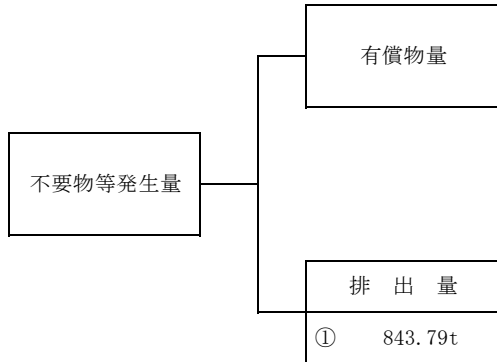 有償物量
不要物等発生量
排 出 量
① 843.79t